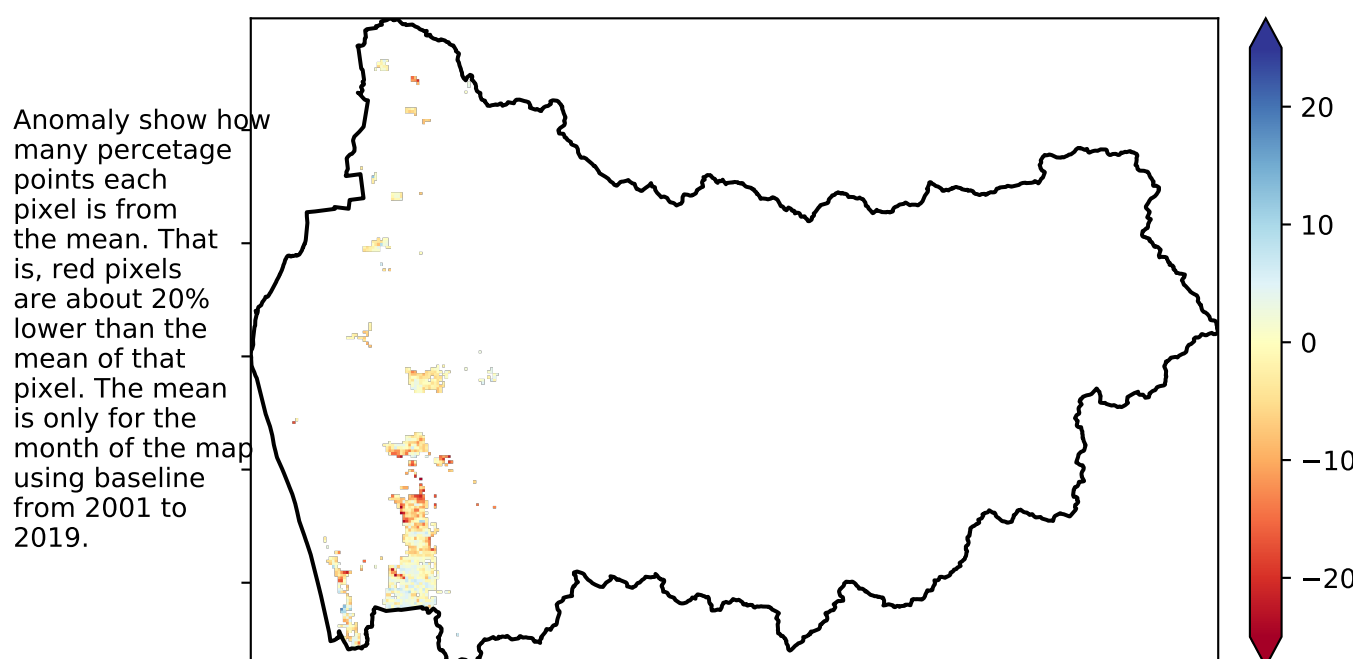 Anomaly show how
many percetage
points each
pixel is from
the mean. That
is, red pixels
are about 20%
lower than the
mean of that
pixel. The mean
is only for the
month of the map
using baseline
from 2001 to
2019.
20
10
0
−10
−20